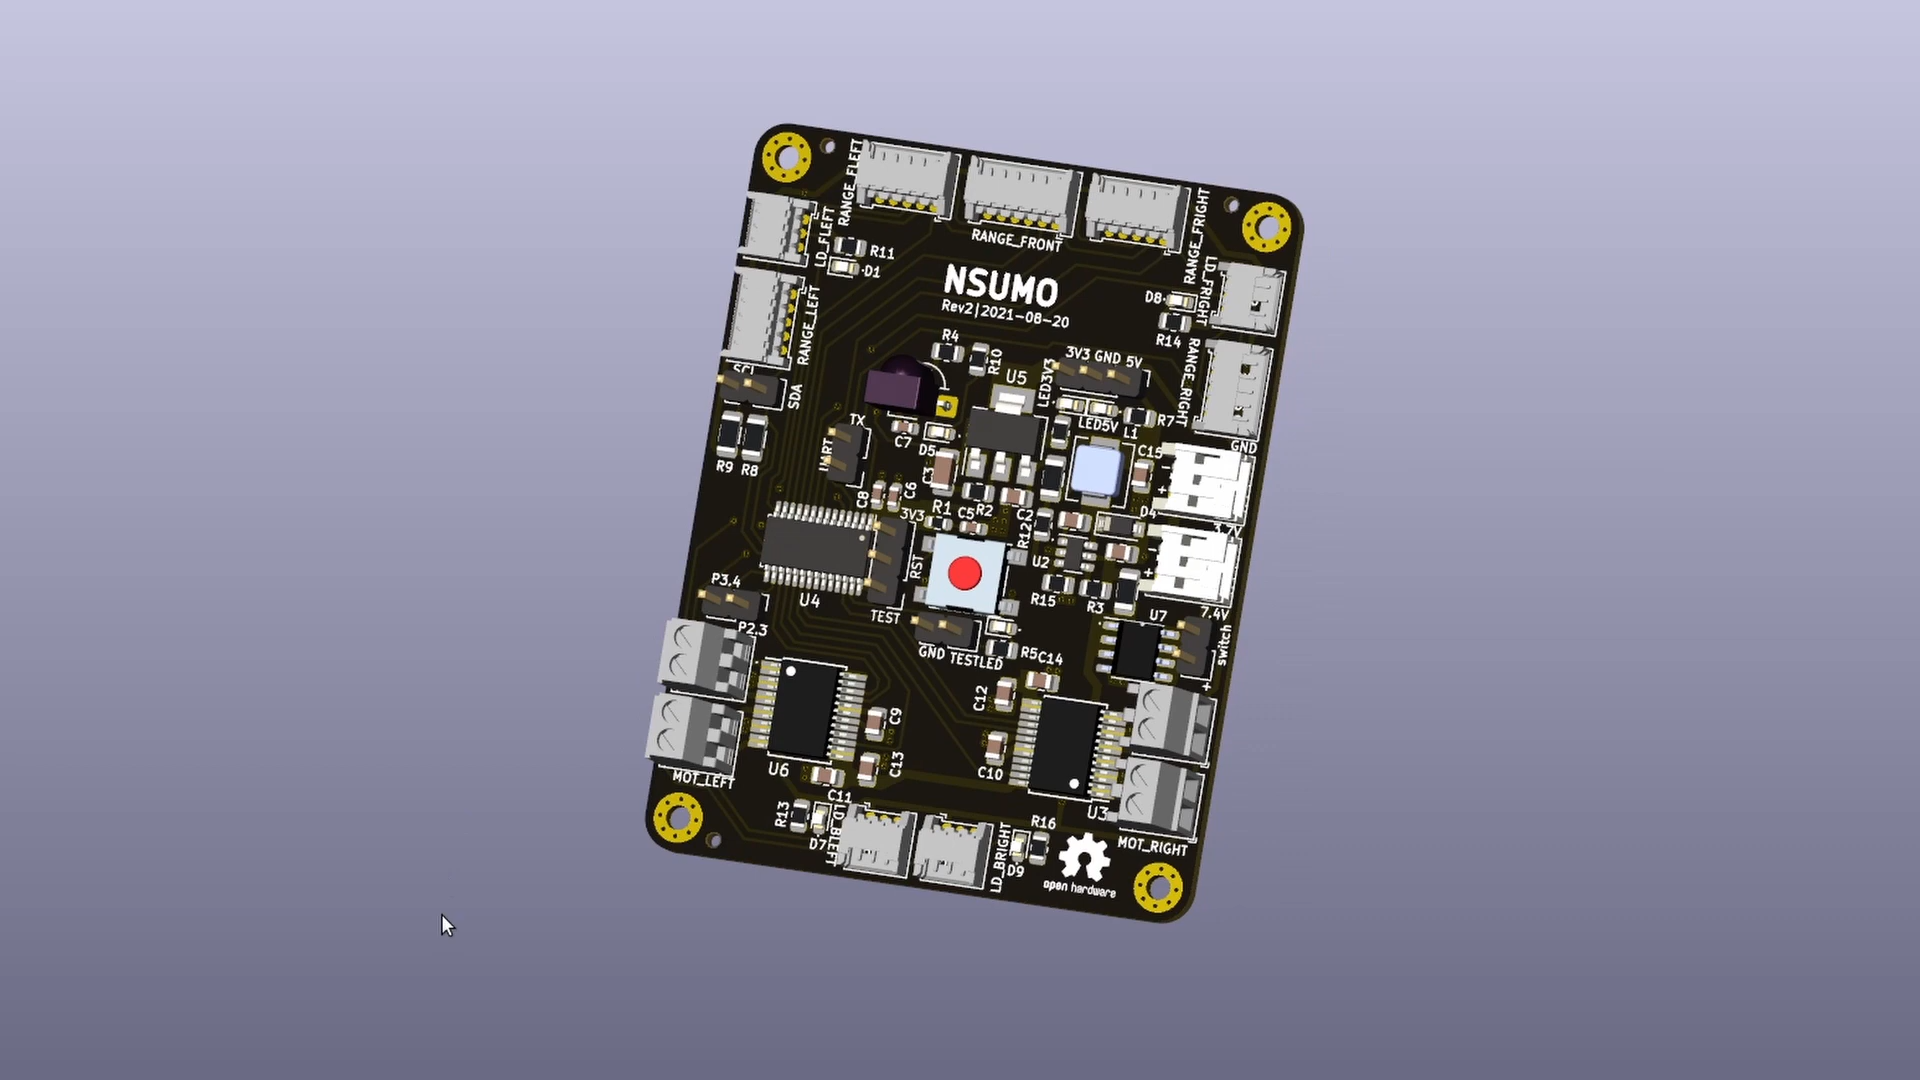 RANGE_FLEFT
RANGE_FRONT
RANGE_FRIGHT
LD_FLEFT
R11
D1
NSUMO
Rev2|2021-08-20
LD_FRIGHT
D8
R14
RANGE_LEFT
R4
R10
U5
3V3 GND 5V
LED3V3
RANGE_RIGHT
SDA
TX
UART
C7
D5
LED5V
L1
R7
GND
R9
R8
C3
C15
-
+
C8
C6
3V3
R1
C5
R2
C2
R12
D4
3.7V
RST
U2
-
+
P3.4
U4
TEST
R15
R3
7.4V
U7
switch
P2.3
GND
TESTLED
R5
C14
+
C12
C9
C10
C13
U6
MOT_LEFT
C11
R13
D7
LD_BLEFT
LD_BRIGHT
D9
R16
U3
MOT_RIGHT
open hardware